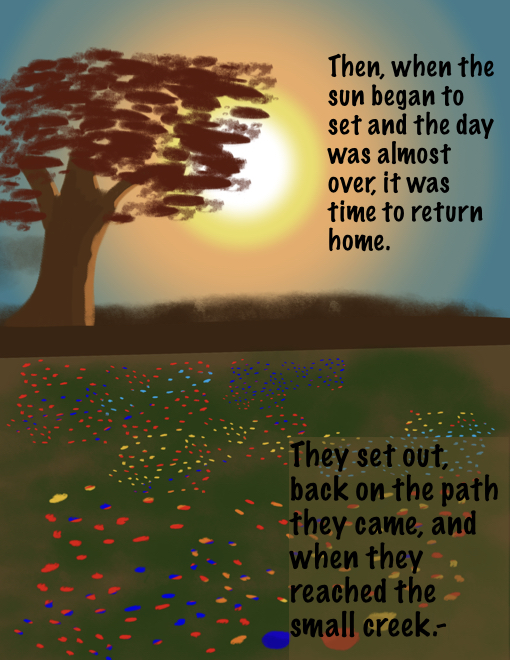 Then, when the
sun began to
set and the day
was almost
over, it was
time to return
home.
They set out,
back on the path
they came, and
when they
reached the
small creek.-